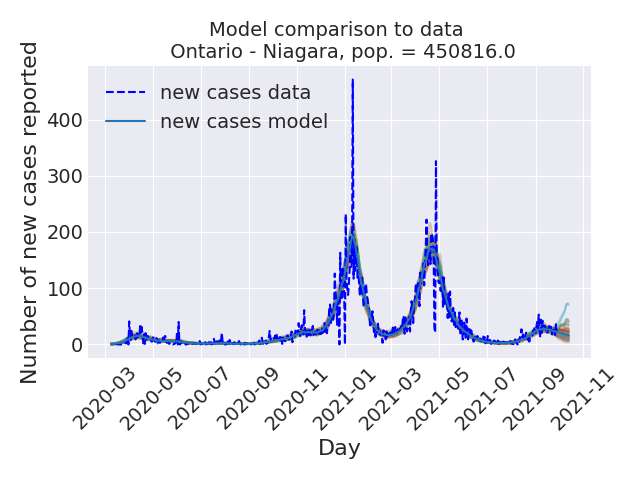 Model comparison to data
Ontario - Niagara, pop. = 450816.0
Number of new cases reported
new cases data
new cases model
400
300
200
100
0
2020-03
2020-05
2020-07
2020-09
2020-11
2021-01
2021-03
2021-05
2021-07
2021-09
2021-11
Day